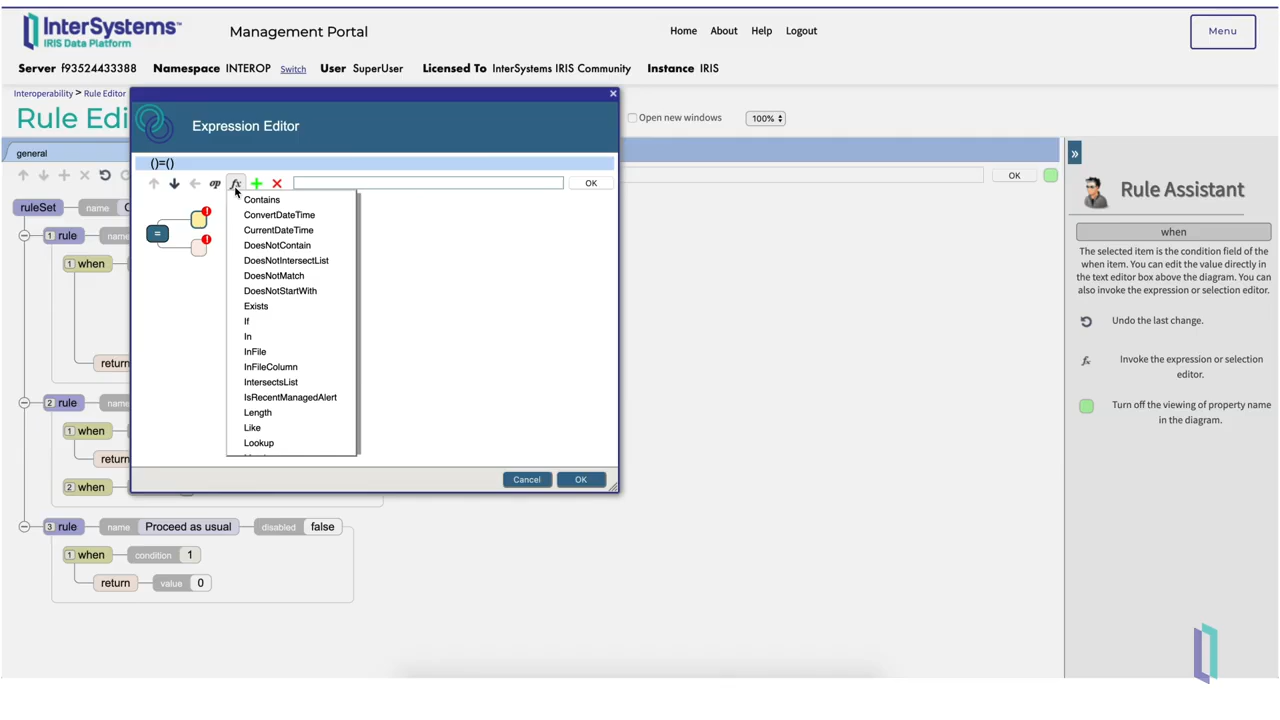 InterSystems™
IRIS Data Platform
Management Portal
Home About Help Logout
Menu
Server f93524433388 Namespace INTEROP Switch User SuperUser Licensed To InterSystems IRIS Community Instance IRIS
Interoperability > Rule Editor
Rule Edi
Open new windows
100%
Expression Editor
general
()=()
op fx
OK
OK
ruleSet
name
1 rule
name
1 when
return
2 rule
name
1 when
return
2 when
3 rule
name Proceed as usual
disabled false
1 when
condition 1
return
value 0
=
!
!
Contains
ConvertDateTime
CurrentDateTime
DoesNotContain
DoesNotIntersectList
DoesNotMatch
DoesNotStartWith
Exists
If
In
InFile
InFileColumn
IntersectsList
IsRecentManagedAlert
Length
Like
Lookup
Cancel
OK
»
Rule Assistant
when
The selected item is the condition field of the
when item. You can edit the value directly in
the text editor box above the diagram. You can
also invoke the expression or selection editor.
Undo the last change.
fx
Invoke the expression or selection
editor.
Turn off the viewing of property name
in the diagram.